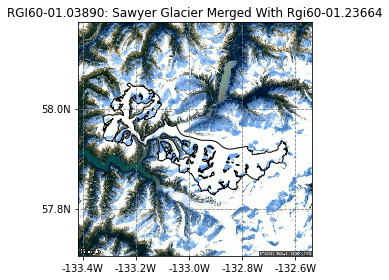 RGI60-01.03890: Sawyer Glacier Merged With Rgi60-01.23664
58.0N
57.8N
-133.4W -133.2W -133.0W -132.8W -132.6W